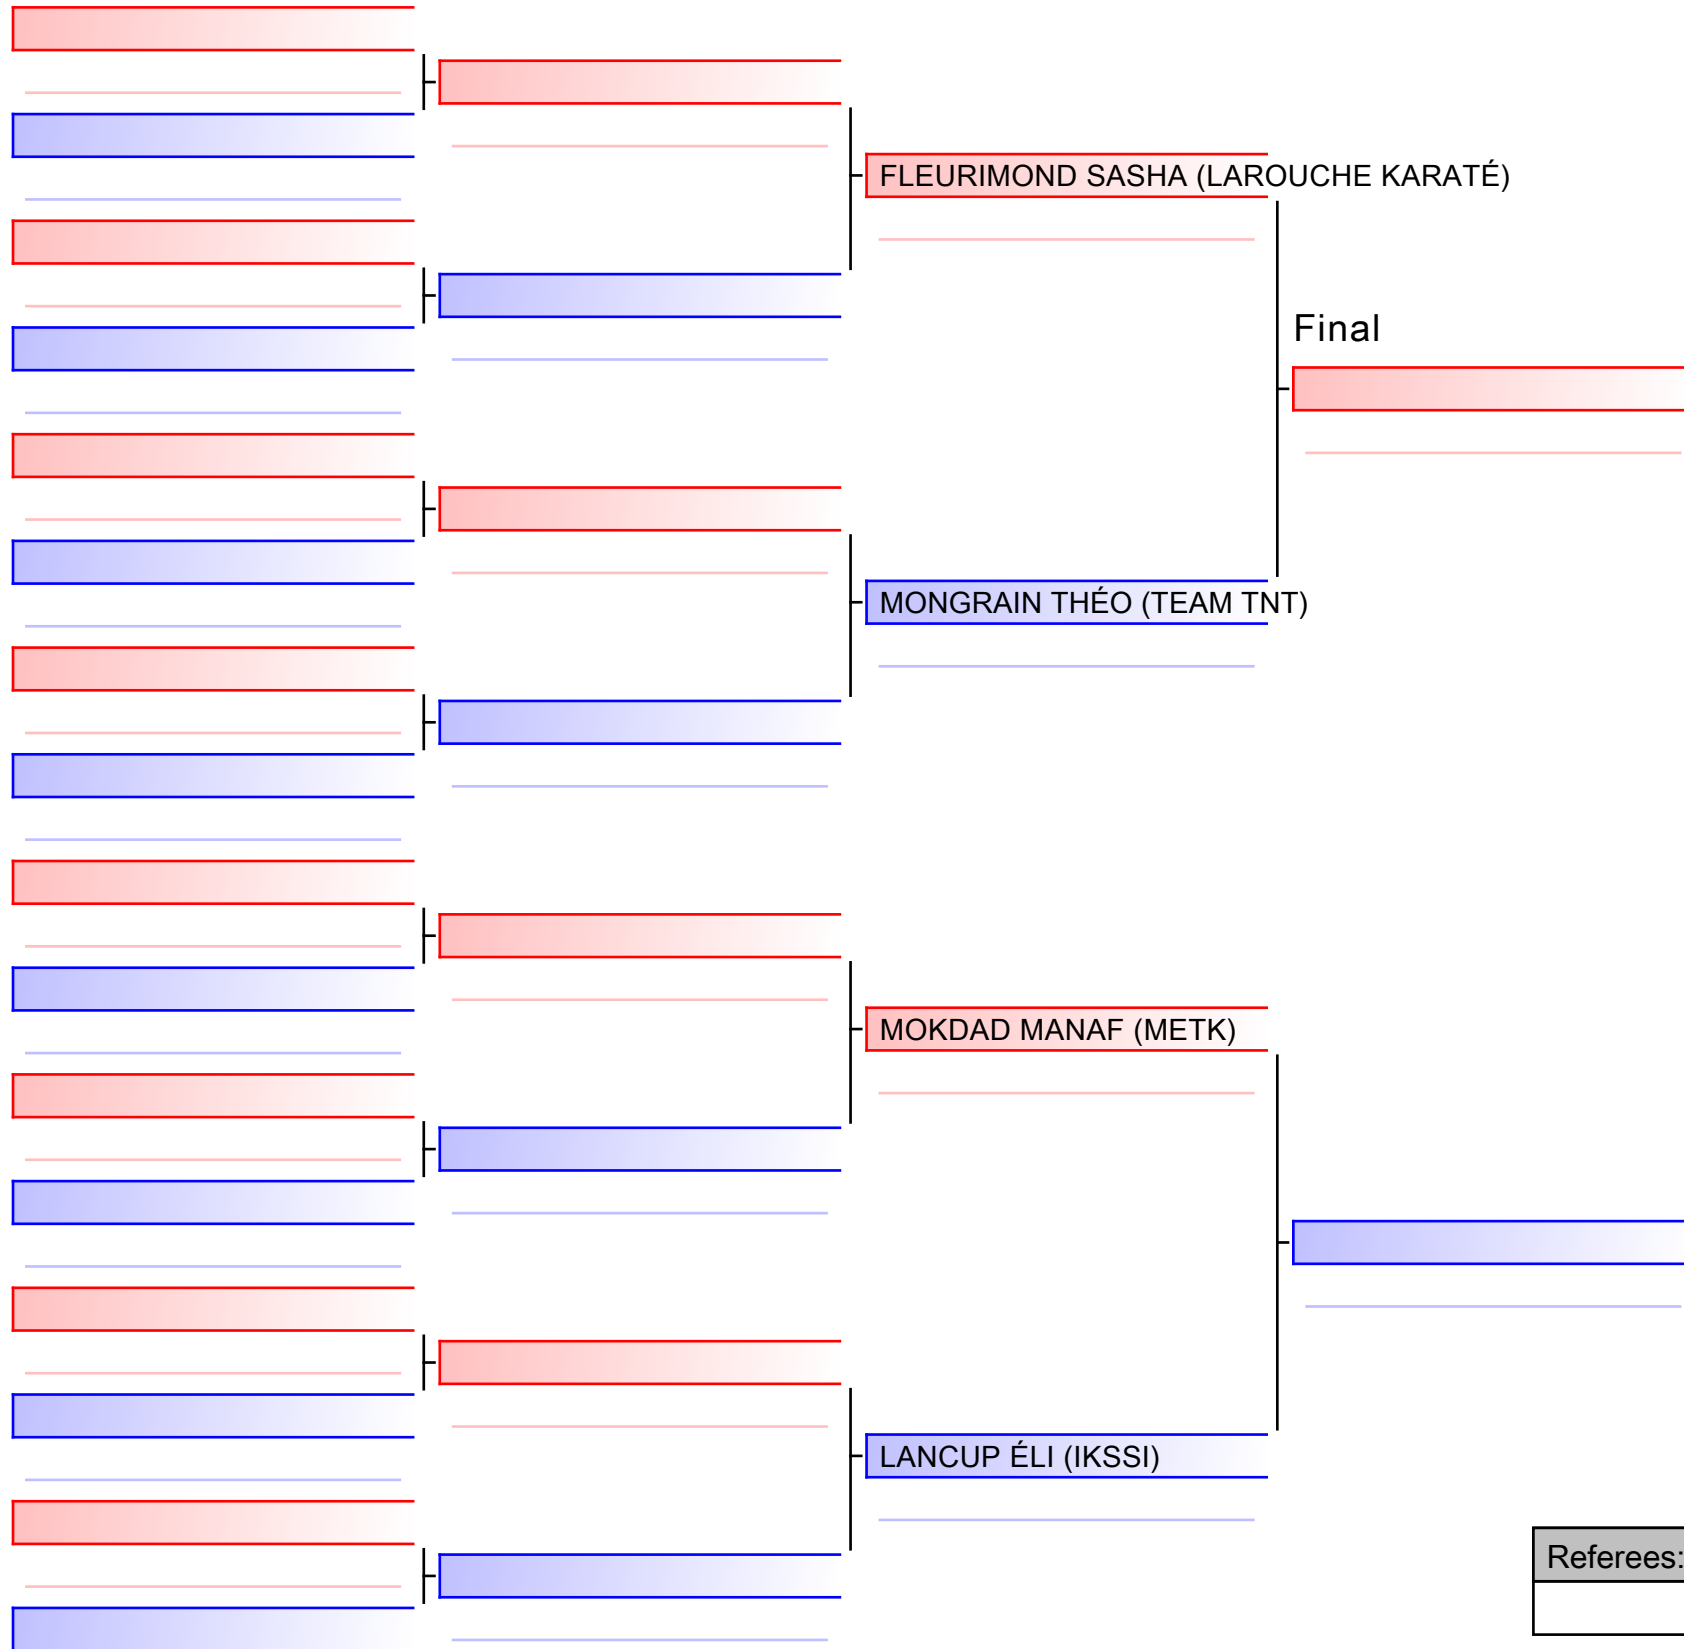 FLEURIMOND SASHA (LAROUCHE KARATÉ)
Final
MONGRAIN THÉO (TEAM TNT)
MOKDAD MANAF (METK)
LANCUP ÉLI (IKSSI)
Referees: